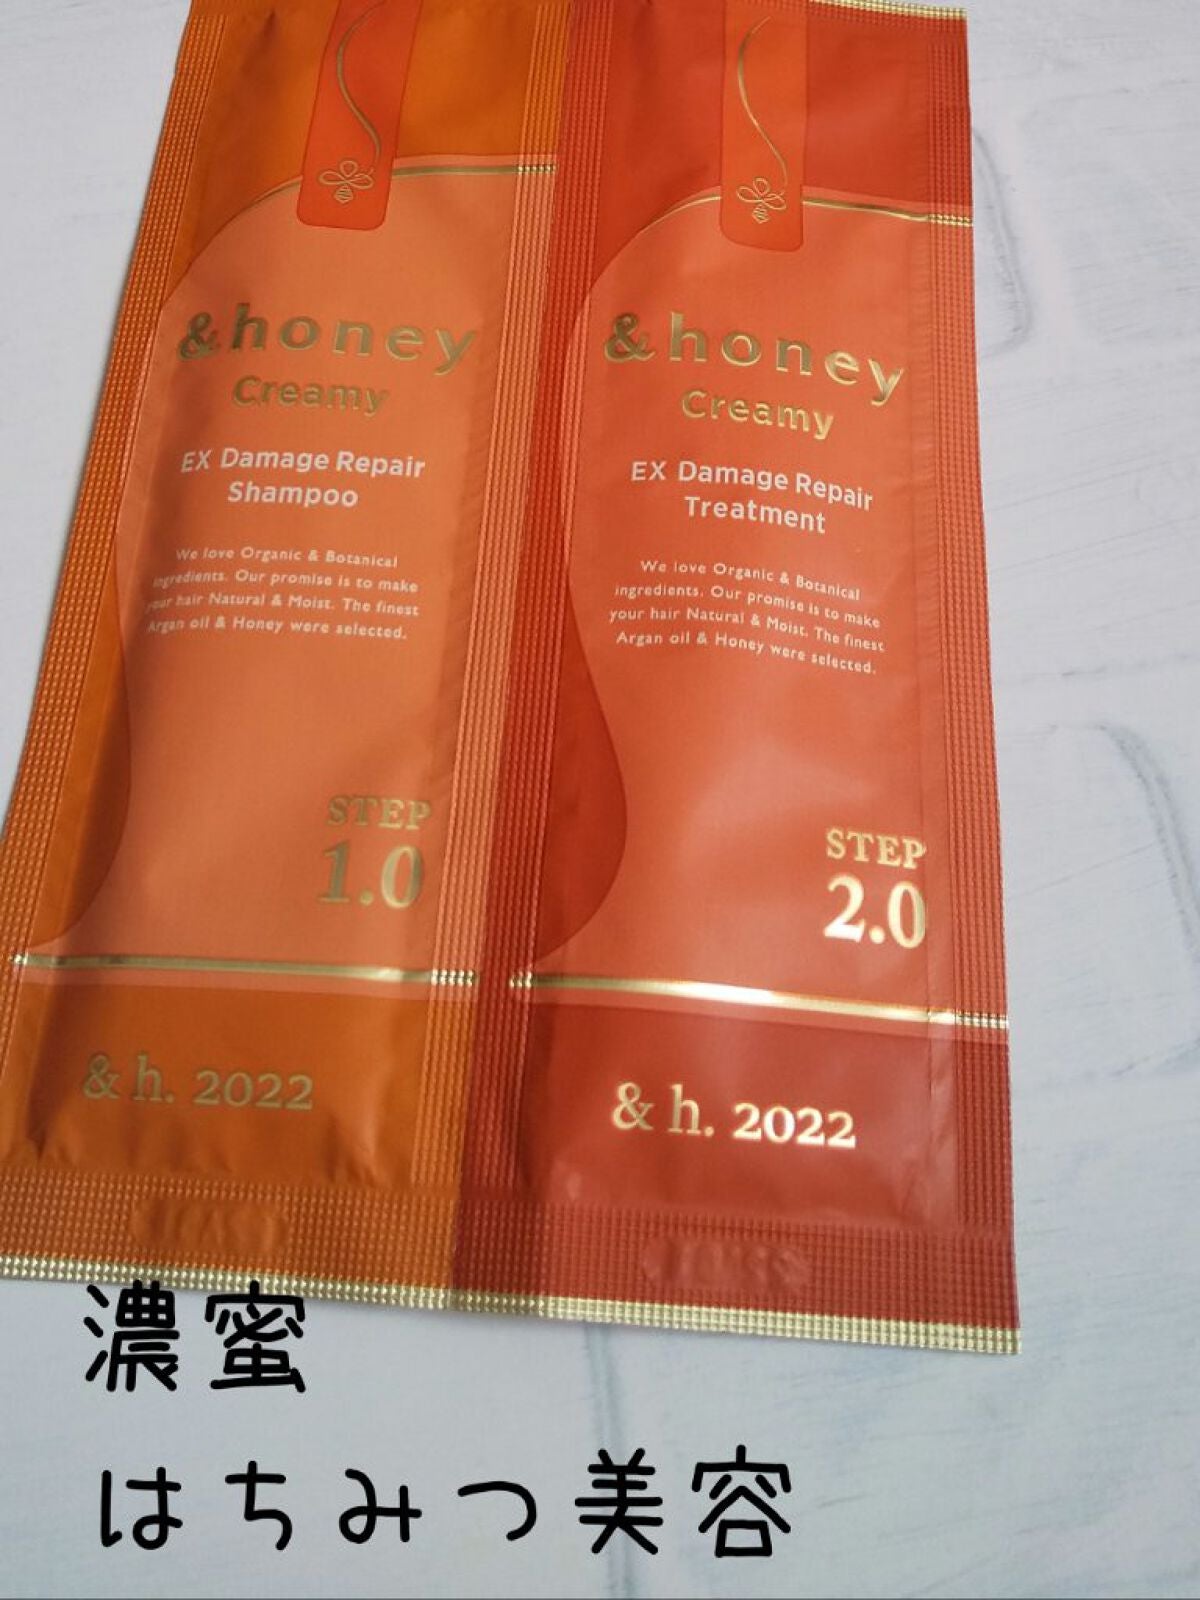 &honey
Creamy
EX Damage Repair
Shampoo
We love Organic & Botanical
ingredients. Our promise is to make
your hair Natural & Moist. The finest
Argan oil & Honey were selected.
STEP
1.0
& h. 2022
&honey
Creamy
EX Damage Repair
Treatment
We love Organic & Botanical
ingredients. Our promise is to make
your hair Natural & Moist. The finest
Argan oil & Honey were selected.
STEP
2.0
& h. 2022
濃蜜
はちみつ美容